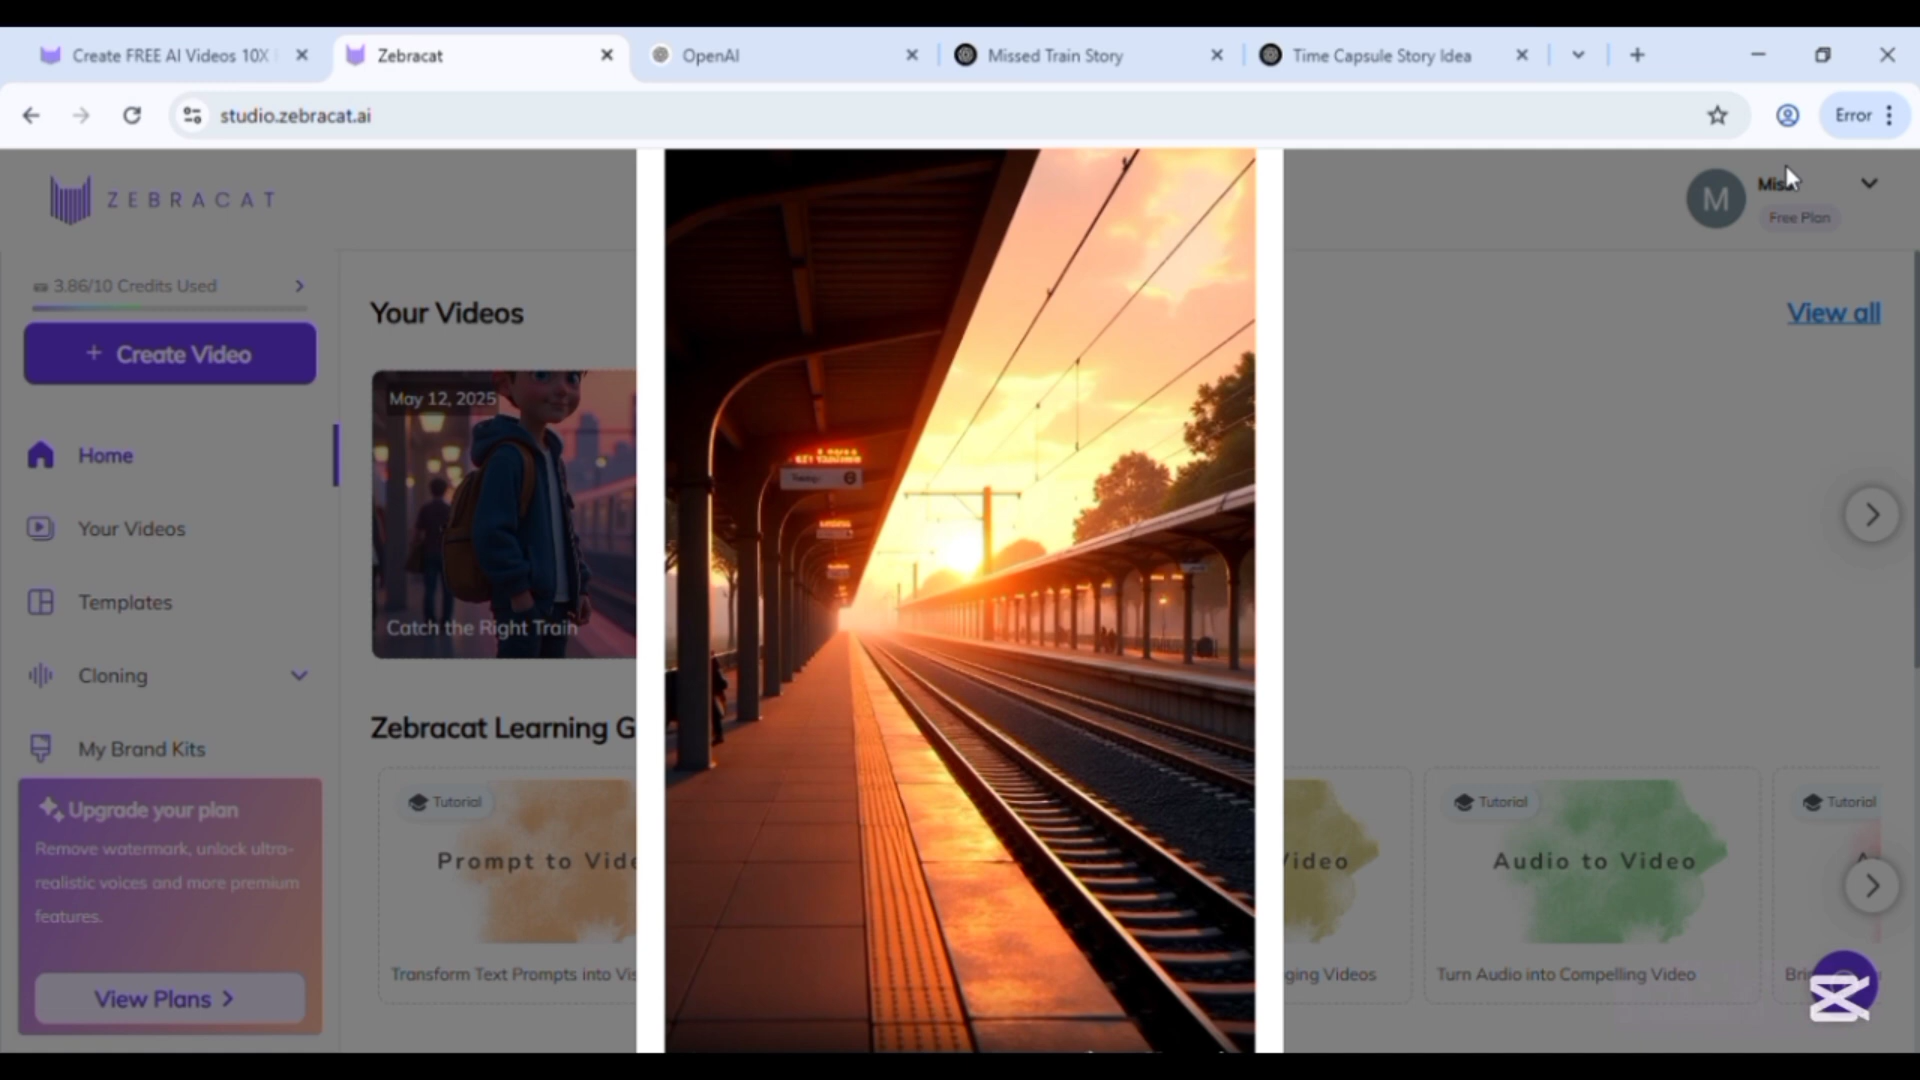 Create FREE AI Videos 10X
Zebracat
OpenAI
Missed Train Story
Time Capsule Story Idea
studio.zebracat.ai
Error
ZEBRACAT
M
Free Plan
3.86/10 Credits Used
+ Create Video
Home
Your Videos
Templates
Cloning
My Brand Kits
Upgrade your plan
Remove watermark, unlock ultra-
realistic voices and more premium
features.
View Plans
Your Videos
View all
May 12, 2025
Catch the Right Train
Zebracat Learning G
Tutorial
Prompt to Vide
Transform Text Prompts into Vis
Video
ging Videos
Tutorial
Audio to Video
Turn Audio into Compelling Video
Tutorial